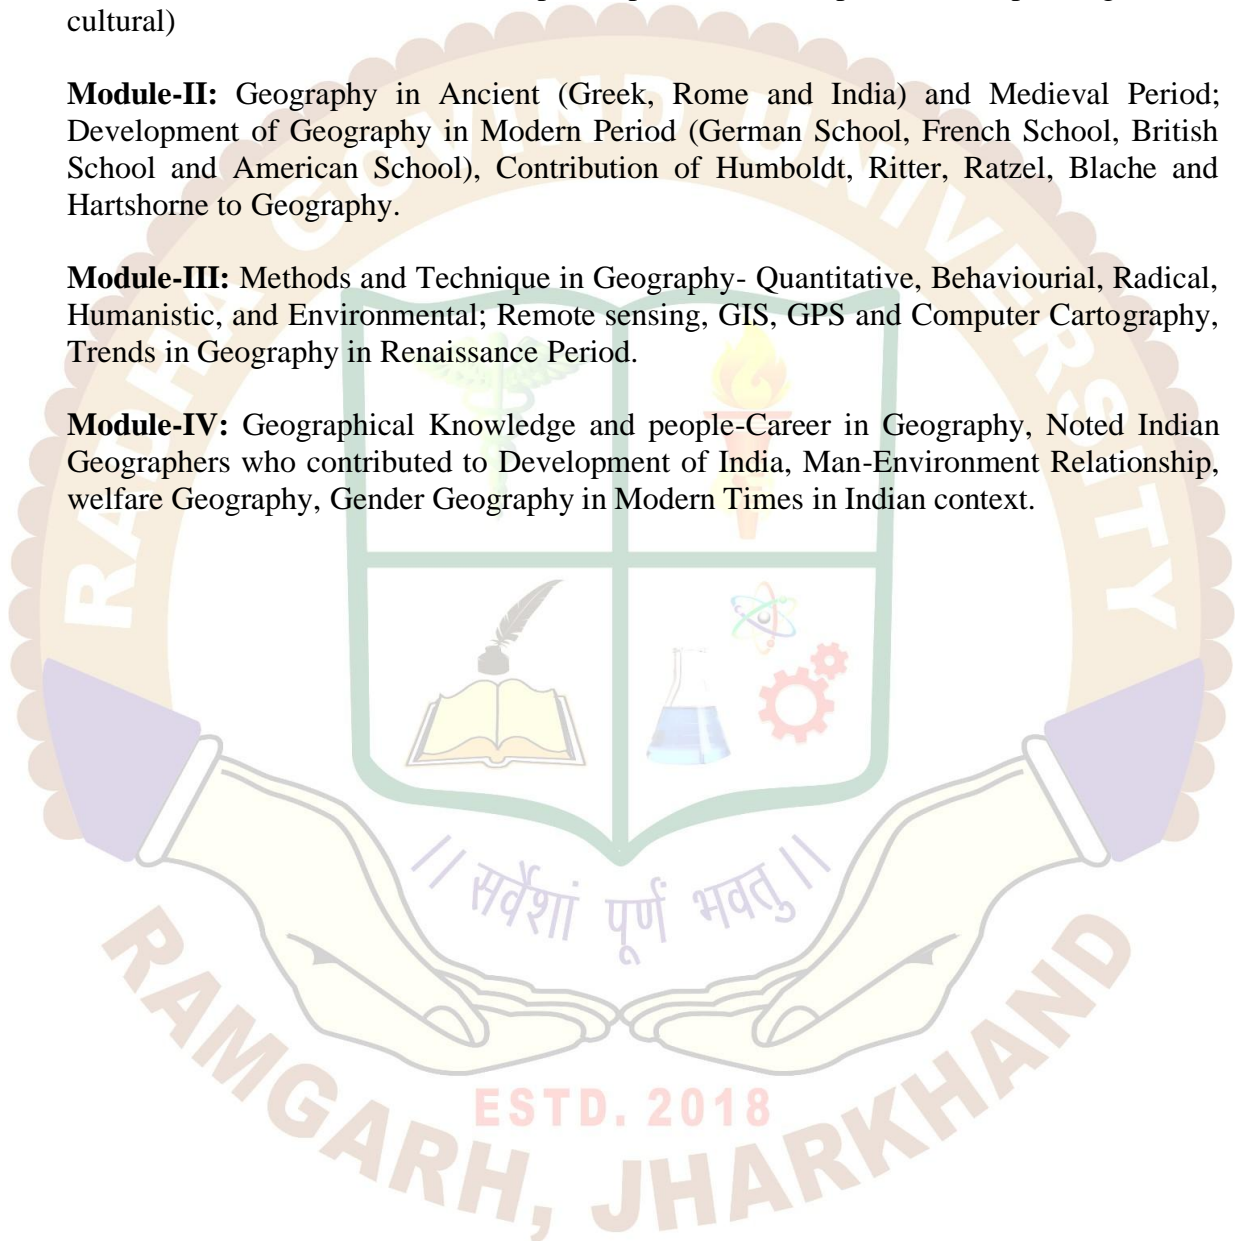 cultural)
Module-II: Geography in Ancient (Greek, Rome and India) and Medieval Period;
Development of Geography in Modern Period (German School, French School, British
School and American School), Contribution of Humboldt, Ritter, Ratzel, Blache and
Hartshorne to Geography.
Module-III: Methods and Technique in Geography- Quantitative, Behaviourial, Radical,
Humanistic, and Environmental; Remote sensing, GIS, GPS and Computer Cartography,
Trends in Geography in Renaissance Period.
Module-IV: Geographical Knowledge and people-Career in Geography, Noted Indian
Geographers who contributed to Development of India, Man-Environment Relationship,
welfare Geography, Gender Geography in Modern Times in Indian context.
RADHA GOVIND UNIVERSITY
// सर्वेशां पूर्ण भवतु //
ESTD. 2018
RAMGARH, JHARKHAND